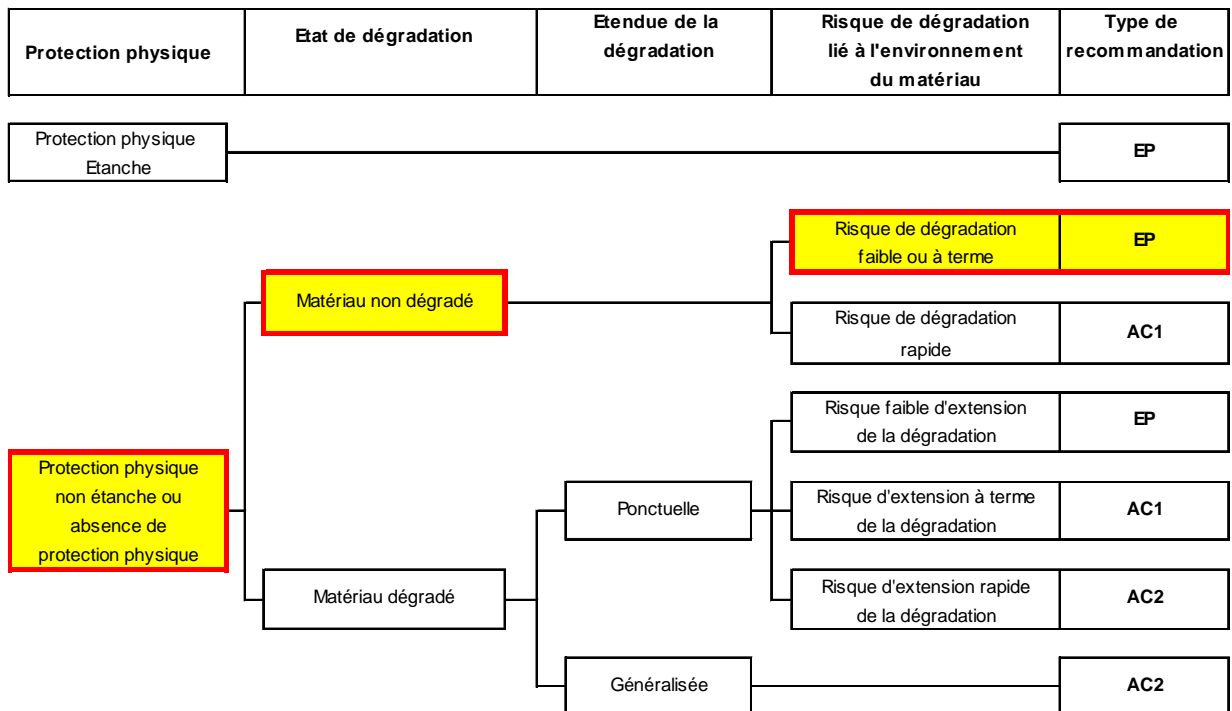 Protection physique
Etat de dégradation
Etendue de la
dégradation
Risque de dégradation
lié à l'environnement
du matériau
Type de
recommandation
Protection physique
Etanche
EP
Risque de dégradation
faible ou à terme
EP
Matériau non dégradé
Risque de dégradation
rapide
AC1
Risque faible d'extension
de la dégradation
EP
Protection physique
non étanche ou
absence de
protection physique
Ponctuelle
Risque d'extension à terme
de la dégradation
AC1
Matériau dégradé
Risque d'extension rapide
de la dégradation
AC2
Généralisée
AC2